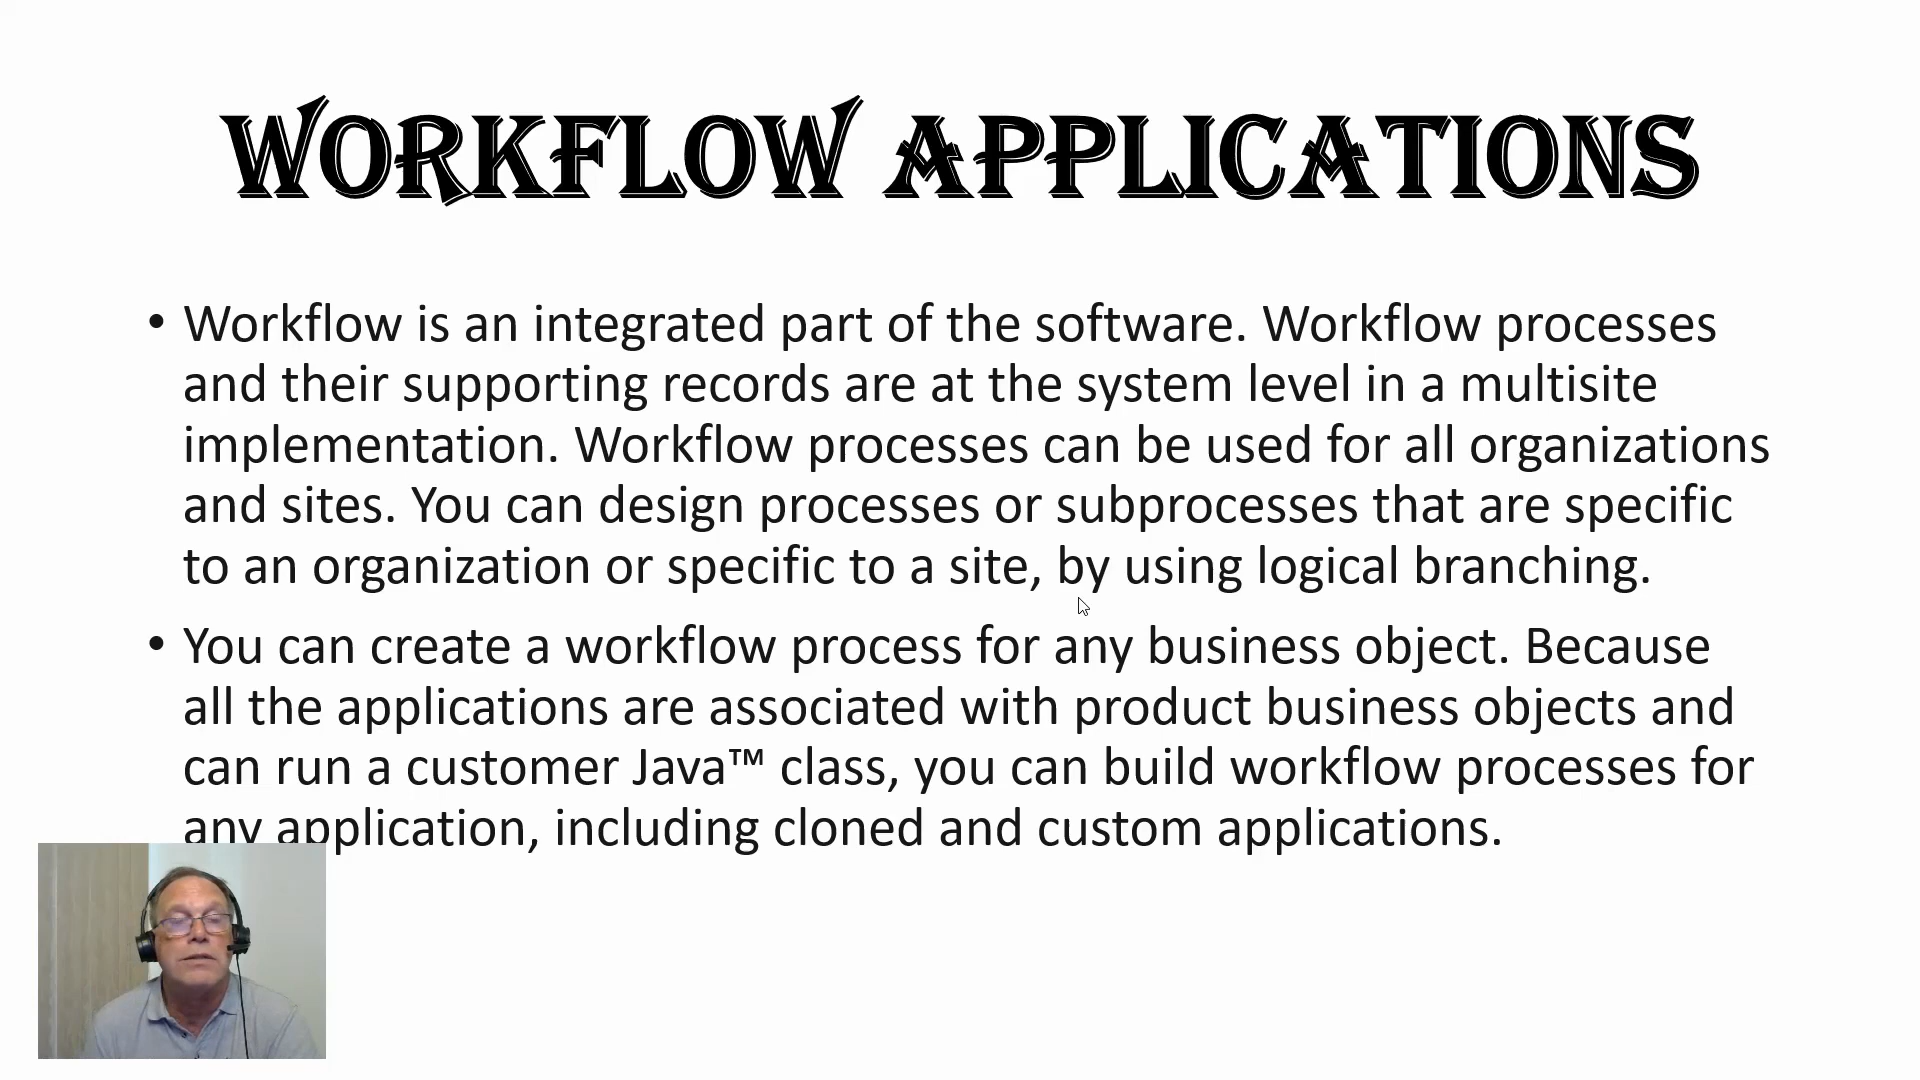 WORKFLOW APPLICATIONS
• Workflow is an integrated part of the software. Workflow processes
and their supporting records are at the system level in a multisite
implementation. Workflow processes can be used for all organizations
and sites. You can design processes or subprocesses that are specific
to an organization or specific to a site, by using logical branching.
• You can create a workflow process for any business object. Because
all the applications are associated with product business objects and
can run a customer Java™ class, you can build workflow processes for
any application, including cloned and custom applications.